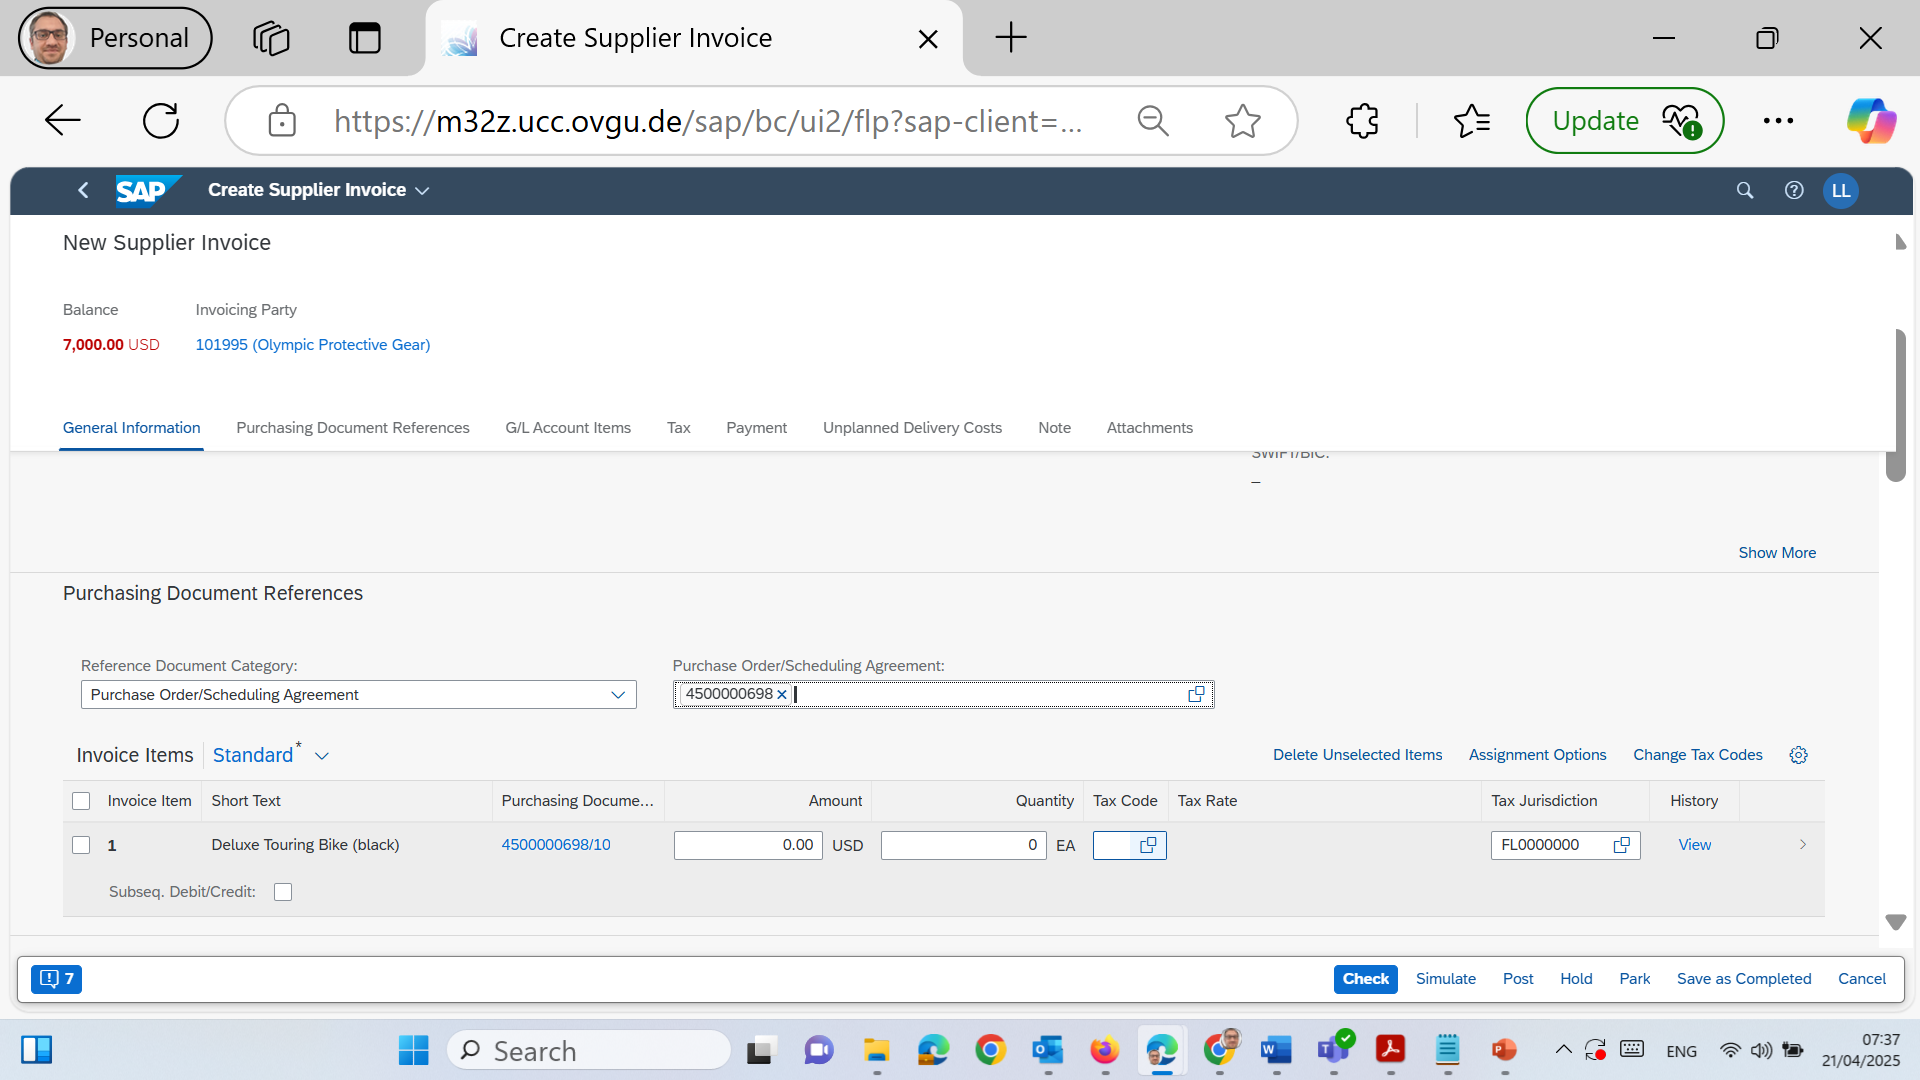 Personal
Create Supplier Invoice
https://m32z.ucc.ovgu.de/sap/bc/ui2/flp?sap-client=...
Update
SAP
Create Supplier Invoice
LL
New Supplier Invoice
Balance
Invoicing Party
7,000.00 USD
101995 (Olympic Protective Gear)
General Information
Purchasing Document References
G/L Account Items
Tax
Payment
Unplanned Delivery Costs
Note
Attachments
SWIFT/BIC:
–
Show More
Purchasing Document References
Reference Document Category:
Purchase Order/Scheduling Agreement:
Purchase Order/Scheduling Agreement
4500000698
Invoice Items
Standard*
Delete Unselected Items
Assignment Options
Change Tax Codes
Invoice Item
Short Text
Purchasing Docume...
Amount
Quantity
Tax Code
Tax Rate
Tax Jurisdiction
History
1
Deluxe Touring Bike (black)
4500000698/10
0.00
USD
0
EA
FL0000000
View
Subseq. Debit/Credit:
7
Check
Simulate
Post
Hold
Park
Save as Completed
Cancel
Search
ENG
07:37
21/04/2025